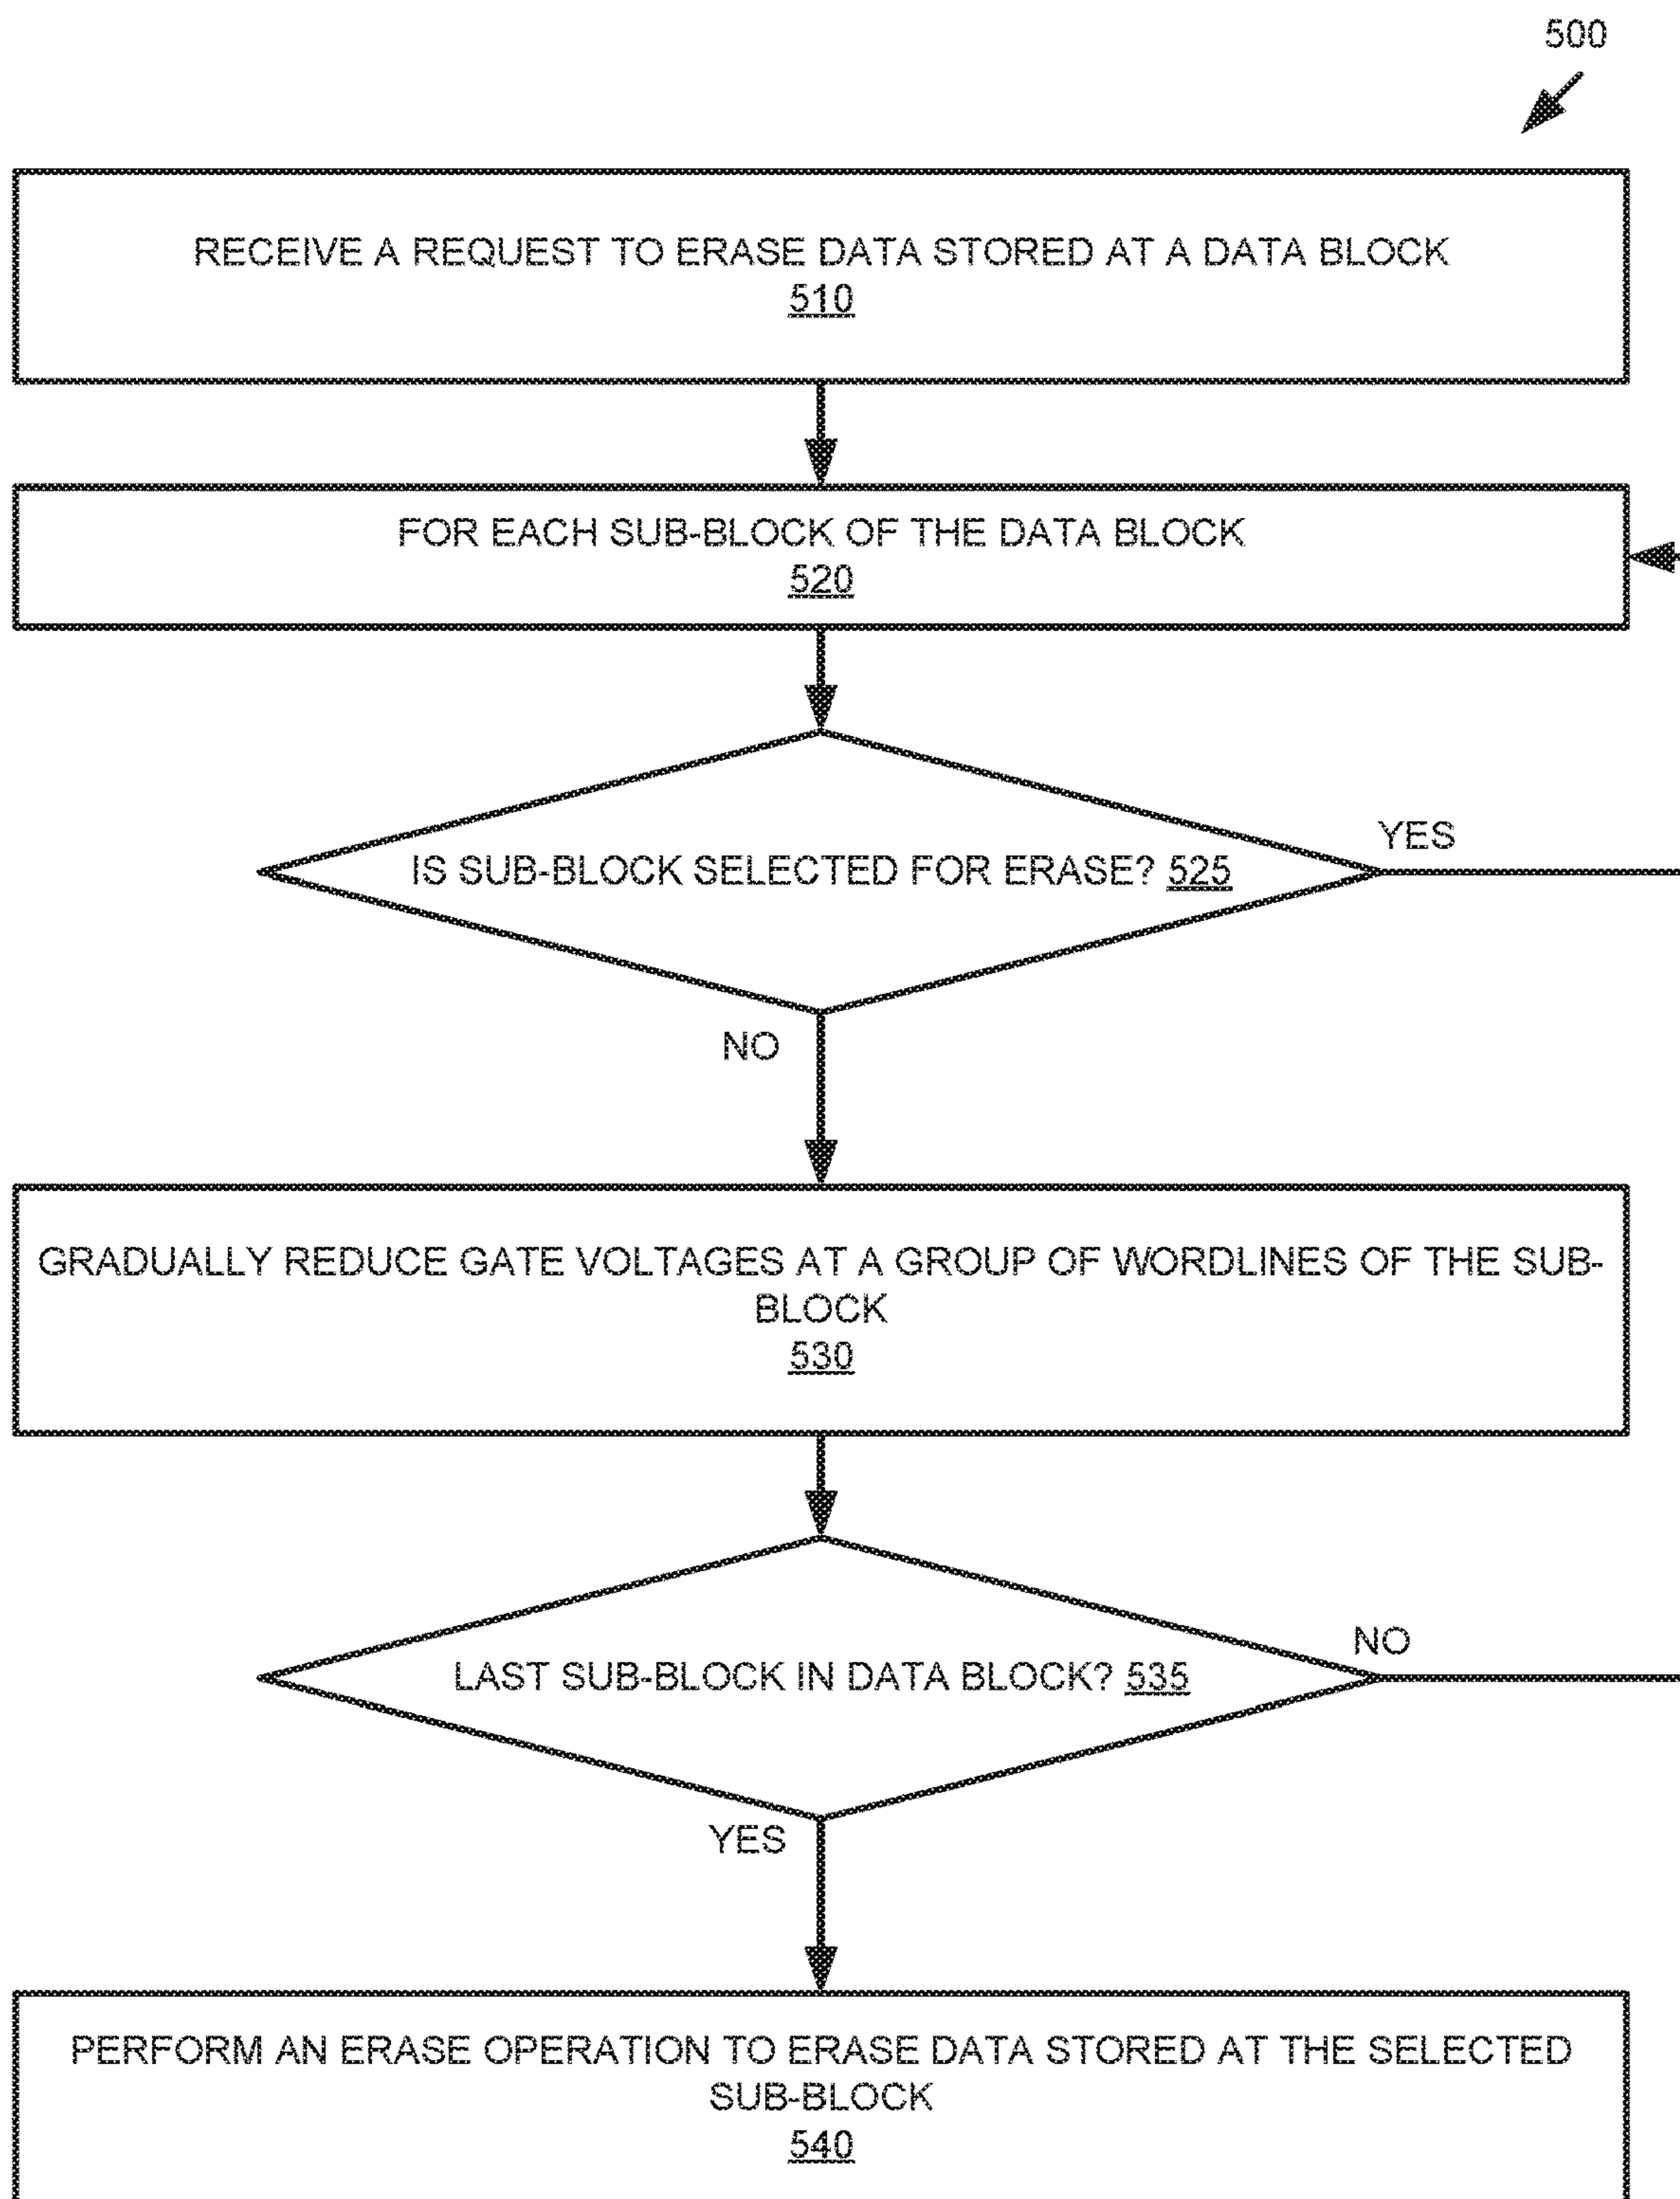 500
RECEIVE A REQUEST TO ERASE DATA STORED AT A DATA BLOCK
510
FOR EACH SUB-BLOCK OF THE DATA BLOCK
520
IS SUB-BLOCK SELECTED FOR ERASE? 525
YES
NO
GRADUALLY REDUCE GATE VOLTAGES AT A GROUP OF WORDLINES OF THE SUB-
BLOCK
530
LAST SUB-BLOCK IN DATA BLOCK? 535
NO
YES
PERFORM AN ERASE OPERATION TO ERASE DATA STORED AT THE SELECTED
SUB-BLOCK
540